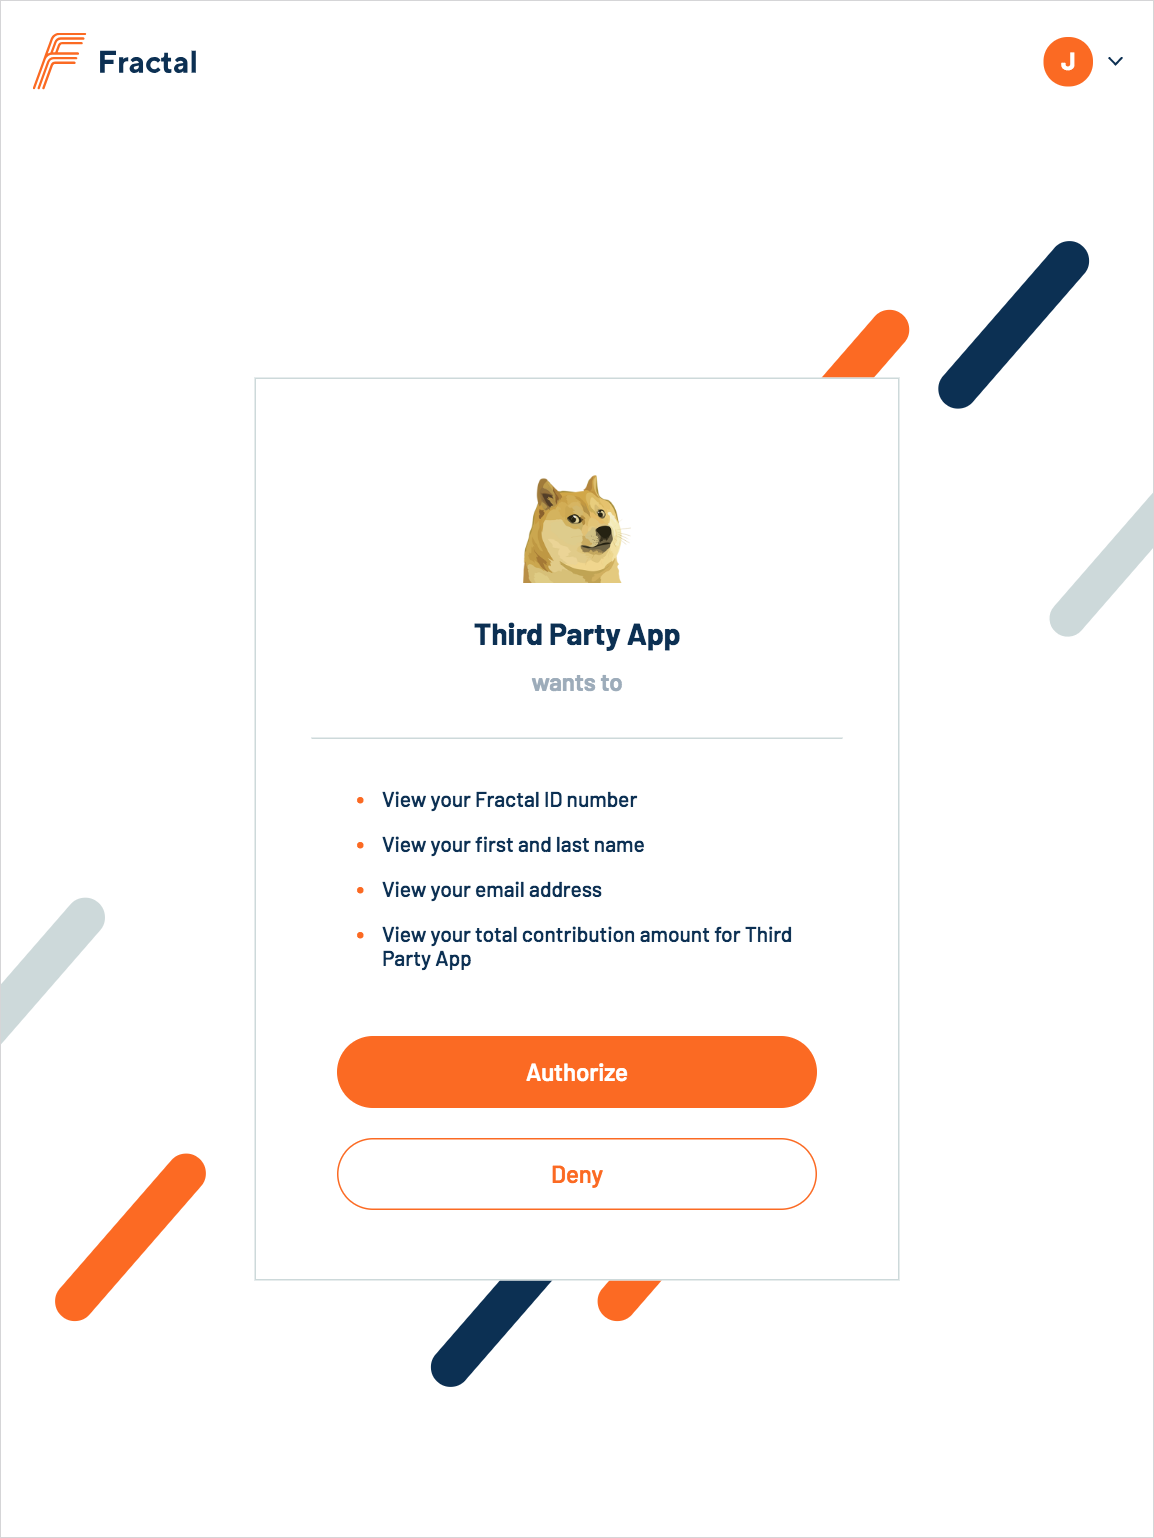 Fractal
J
Third Party App
wants to
View your Fractal ID number
View your first and last name
View your email address
View your total contribution amount for Third
Party App
Authorize
Deny